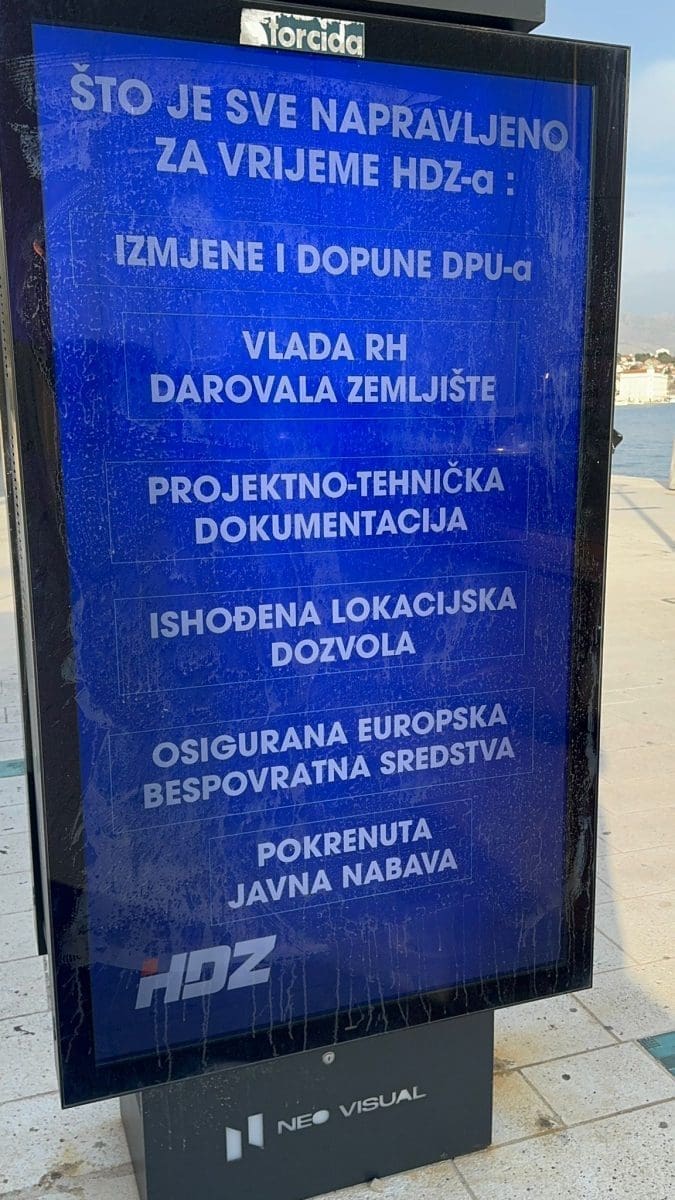 torcida
ŠTO JE SVE NAPRAVLJENO
ZA VRIJEME HDZ-a :
IZMJENE I DOPUNE DPU-a
VLADA RH
DAROVALA ZEMLJIŠTE
PROJEKTNO-TEHNIČKA
DOKUMENTACIJA
ISHOĐENA LOKACIJSKA
DOZVOLA
OSIGURANA EUROPSKA
BESPOVRATNA SREDSTVA
POKRENUTA
JAVNA NABAVA
HDZ
NEO VISUAL